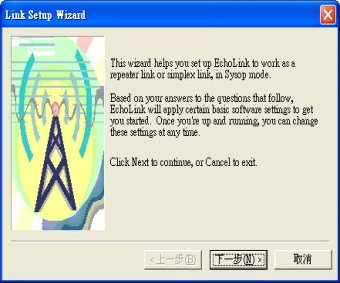 Link Setup Wizard
This wizard helps you set up EchoLink to work as a
repeater link or simplex link, in Sysop mode.
Based on your answers to the questions that follow,
EchoLink will apply certain basic software settings to get
you started.  Once you're up and running, you can change
these settings at any time.
Click Next to continue, or Cancel to exit.
<上一步(B) 下一步(N)> 取消